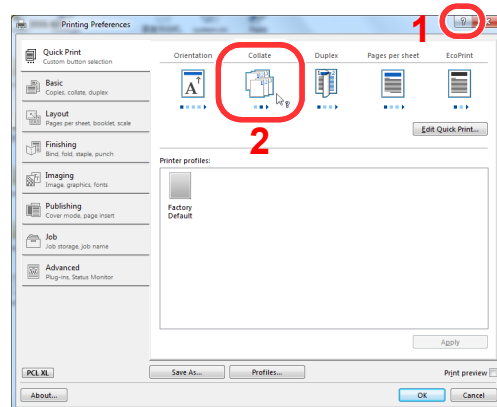 Printing Preferences
1
?
Quick Print
Custom button selection
Orientation
Collate
Duplex
Pages per sheet
EcoPrint
A
1 2
?
2
Edit Quick Print...
Basic
Copies, collate, duplex
Layout
Pages per sheet, booklet, scale
Finishing
Bind, fold, staple, punch
Imaging
Image, graphics, fonts
Publishing
Cover mode, page insert
Job
Job storage, job name
Advanced
Plug-ins, Status Monitor
Printer profiles:
Factory
Default
Apply
PCL XL
Save As...
Profiles...
Print preview
About...
OK
Cancel